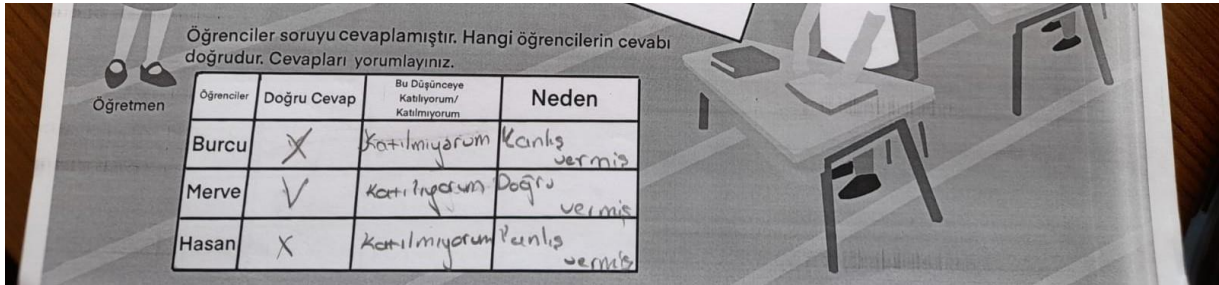 Öğrenciler soruyu cevaplamıştır. Hangi öğrencilerin cevabı
doğrudur. Cevapları yorumlayınız.
Öğretmen
Öğrenciler Doğru Cevap Bu Düşünceye Katılıyorum/ Katılmıyorum Neden
Burcu X Katılmıyorum Kanlış vermiş
Merve V Katılıyorum Doğru vermiş
Hasan X Katılmıyorum Yanlış vermiş